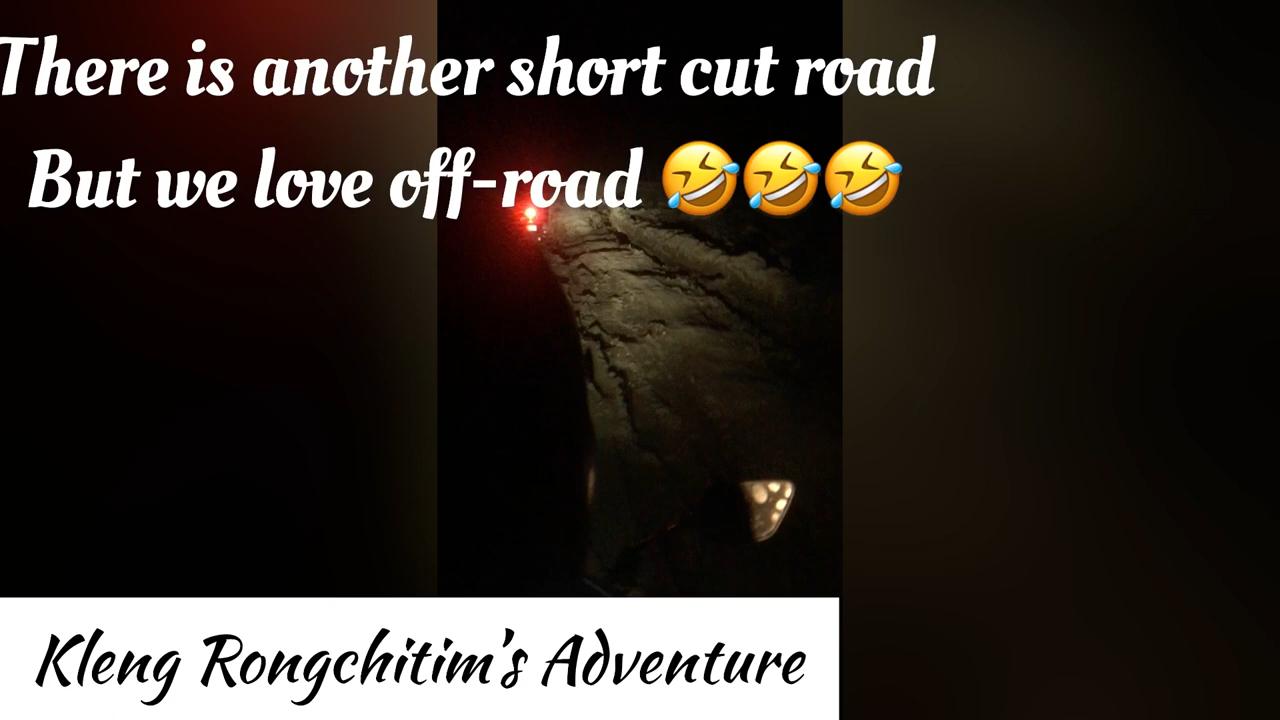 There is another short cut road
But we love off-road 🤣🤣🤣
Kleng Rongchitim's Adventure